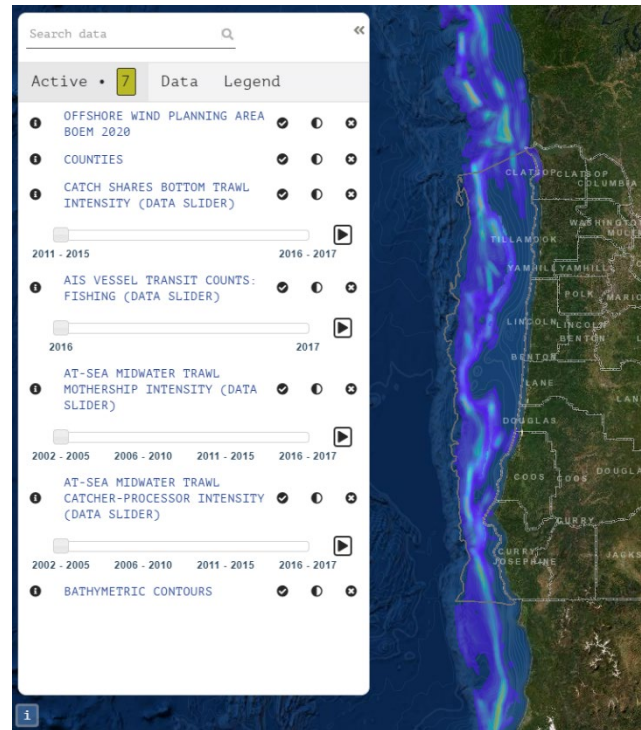 Search data
Active • 7 Data Legend
OFFSHORE WIND PLANNING AREA
BOEM 2020
COUNTIES
CATCH SHARES BOTTOM TRAWL
INTENSITY (DATA SLIDER)
2011 - 2015 2016 - 2017
AIS VESSEL TRANSIT COUNTS:
FISHING (DATA SLIDER)
2016 2017
AT-SEA MIDWATER TRAWL
MOTHERSHIP INTENSITY (DATA
SLIDER)
2002 - 2005 2006 - 2010 2011 - 2015 2016 - 2017
AT-SEA MIDWATER TRAWL
CATCHER-PROCESSOR INTENSITY
(DATA SLIDER)
2002 - 2005 2006 - 2010 2011 - 2015 2016 - 2017
BATHYMETRIC CONTOURS
CLATSOP CLATSOP
COLUMBIA
TILLAMOOK
YAMHILL YAMHILL
POLK
LINCOLN LINCOLN
BENTON BENTON
LANE
DOUGLAS
COOS COOS
CURRY
CURRY
JOSEPHINE